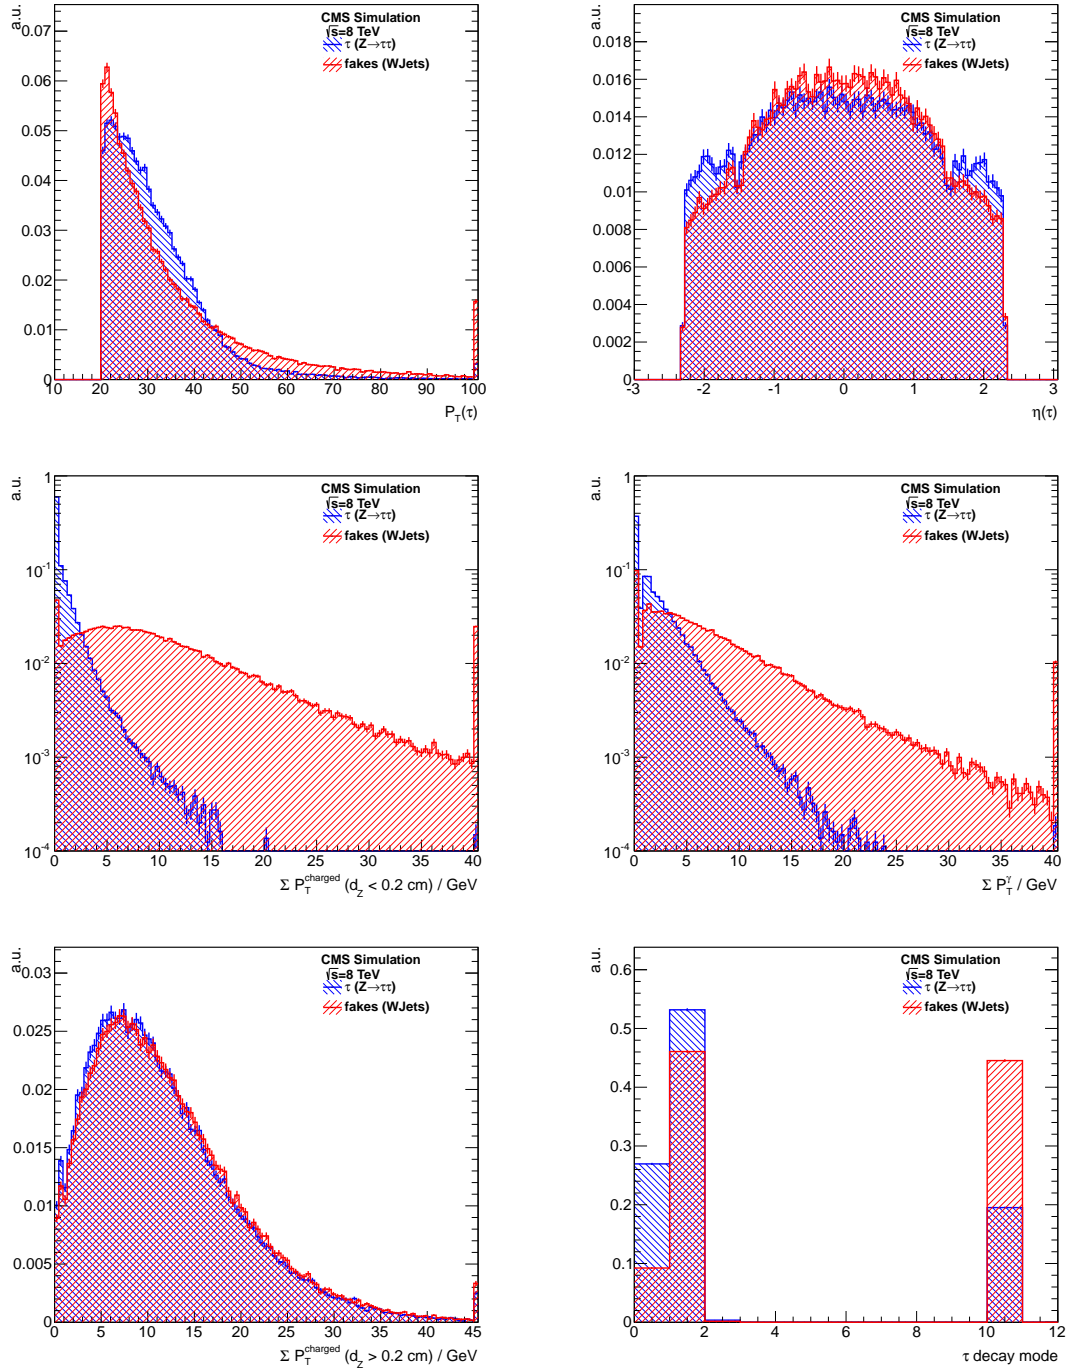 a.u.
CMS Simulation
√s=8 TeV
τ (Z→ττ)
fakes (WJets)
0.07
0.06
0.05
0.04
0.03
0.02
0.01
0
10 20 30 40 50 60 70 80 90 100
P_T(τ)
a.u.
CMS Simulation
√s=8 TeV
τ (Z→ττ)
fakes (WJets)
0.018
0.016
0.014
0.012
0.01
0.008
0.006
0.004
0.002
0
-3 -2 -1 0 1 2 3
η(τ)
a.u.
CMS Simulation
√s=8 TeV
τ (Z→ττ)
fakes (WJets)
1
10^-1
10^-2
10^-3
10^-4
0 5 10 15 20 25 30 35 40
Σ P_T^charged (d_Z < 0.2 cm) / GeV
a.u.
CMS Simulation
√s=8 TeV
τ (Z→ττ)
fakes (WJets)
1
10^-1
10^-2
10^-3
10^-4
0 5 10 15 20 25 30 35 40
Σ P_T^γ / GeV
a.u.
CMS Simulation
√s=8 TeV
τ (Z→ττ)
fakes (WJets)
0.03
0.025
0.02
0.015
0.01
0.005
0
0 5 10 15 20 25 30 35 40 45
Σ P_T^charged (d_Z > 0.2 cm) / GeV
a.u.
CMS Simulation
√s=8 TeV
τ (Z→ττ)
fakes (WJets)
0.6
0.5
0.4
0.3
0.2
0.1
0
0 2 4 6 8 10 12
τ decay mode